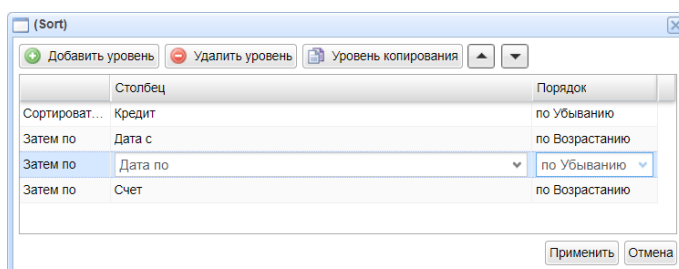 (Sort)
Добавить уровень Удалить уровень Уровень копирования
Столбец Порядок
Сортироват... Кредит по Убыванию
Затем по Дата с по Возрастанию
Затем по Дата по по Убыванию
Затем по Счет по Возрастанию
Применить Отмена